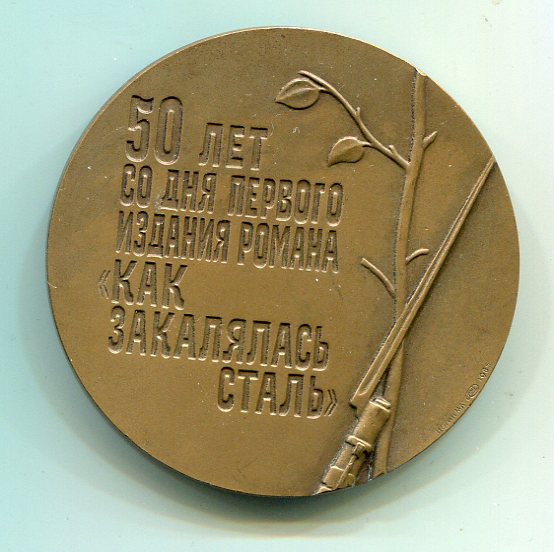 50 ЛЕТ
СО ДНЯ ПЕРВОГО
ИЗДАНИЯ РОМАНА
«КАК
ЗАКАЛЯЛАСЬ
СТАЛЬ»